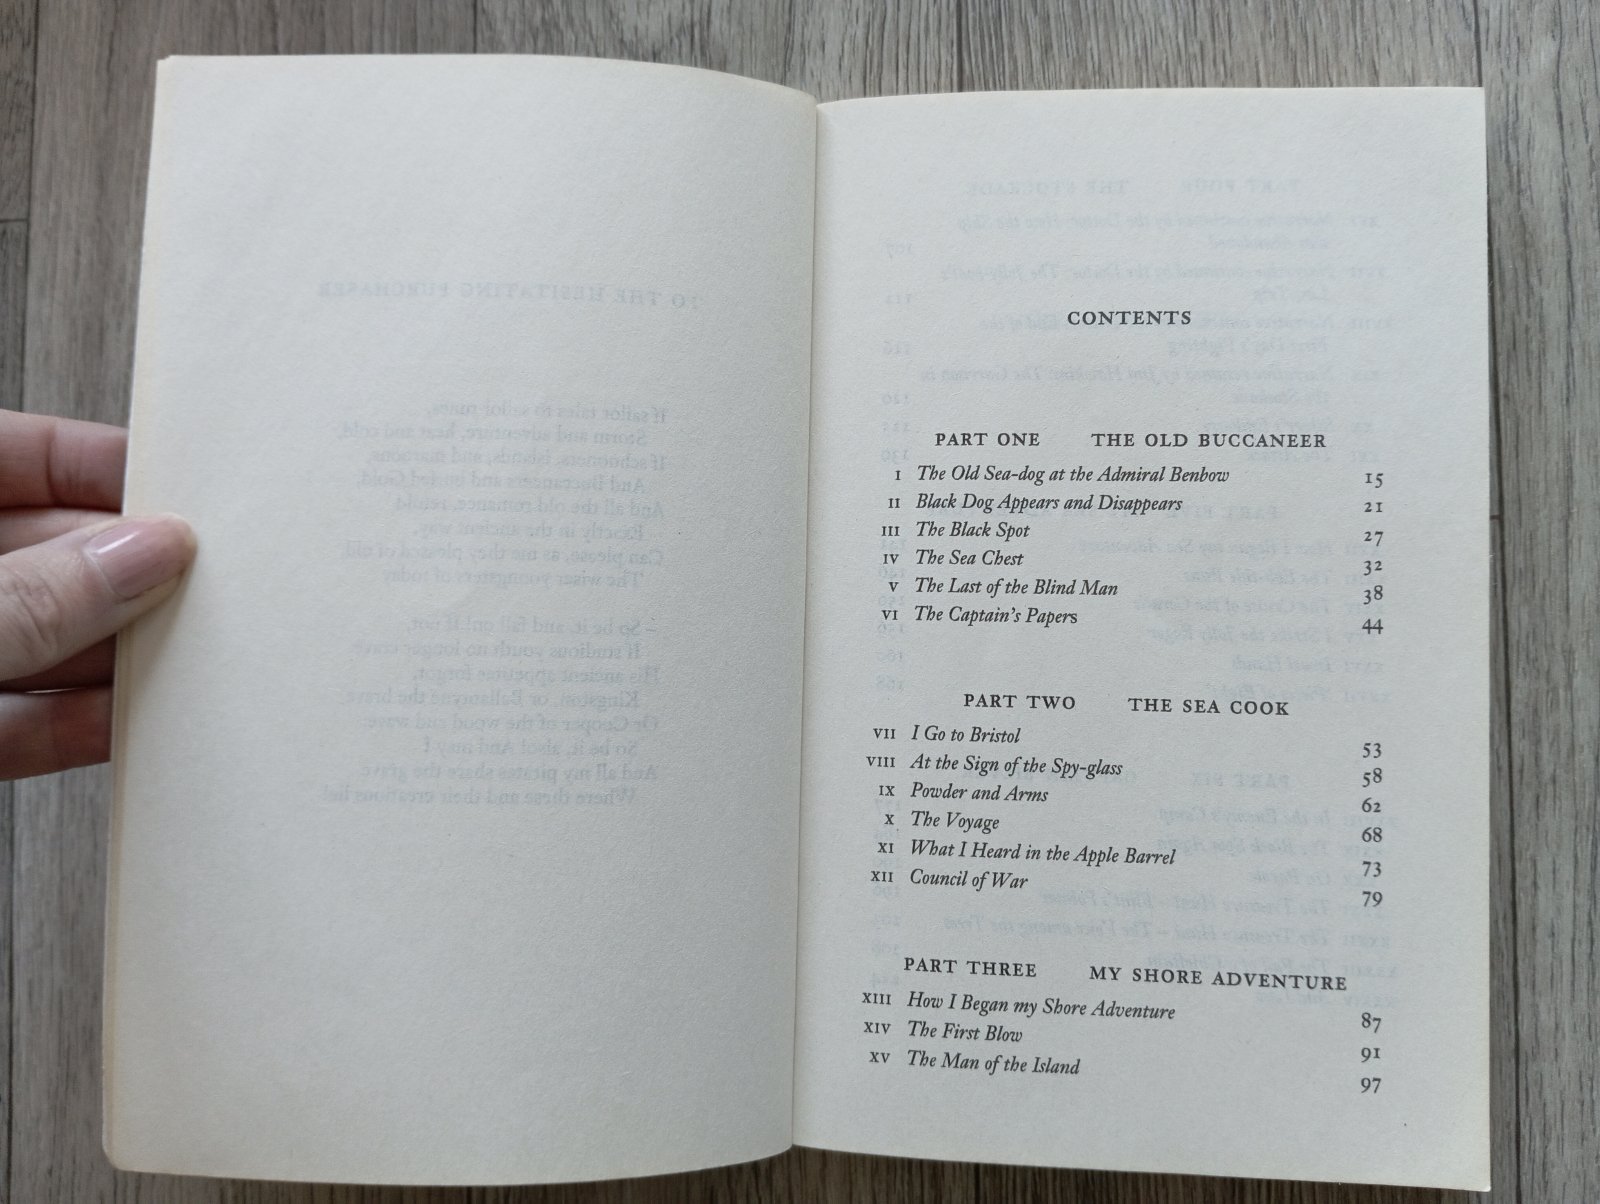 CONTENTS
PART ONE THE OLD BUCCANEER
I The Old Sea-dog at the Admiral Benbow 15
II Black Dog Appears and Disappears 21
III The Black Spot 27
IV The Sea Chest 32
V The Last of the Blind Man 38
VI The Captain's Papers 44
PART TWO THE SEA COOK
VII I Go to Bristol 53
VIII At the Sign of the Spy-glass 58
IX Powder and Arms 62
X The Voyage 68
XI What I Heard in the Apple Barrel 73
XII Council of War 79
PART THREE MY SHORE ADVENTURE
XIII How I Began my Shore Adventure 87
XIV The First Blow 91
XV The Man of the Island 97